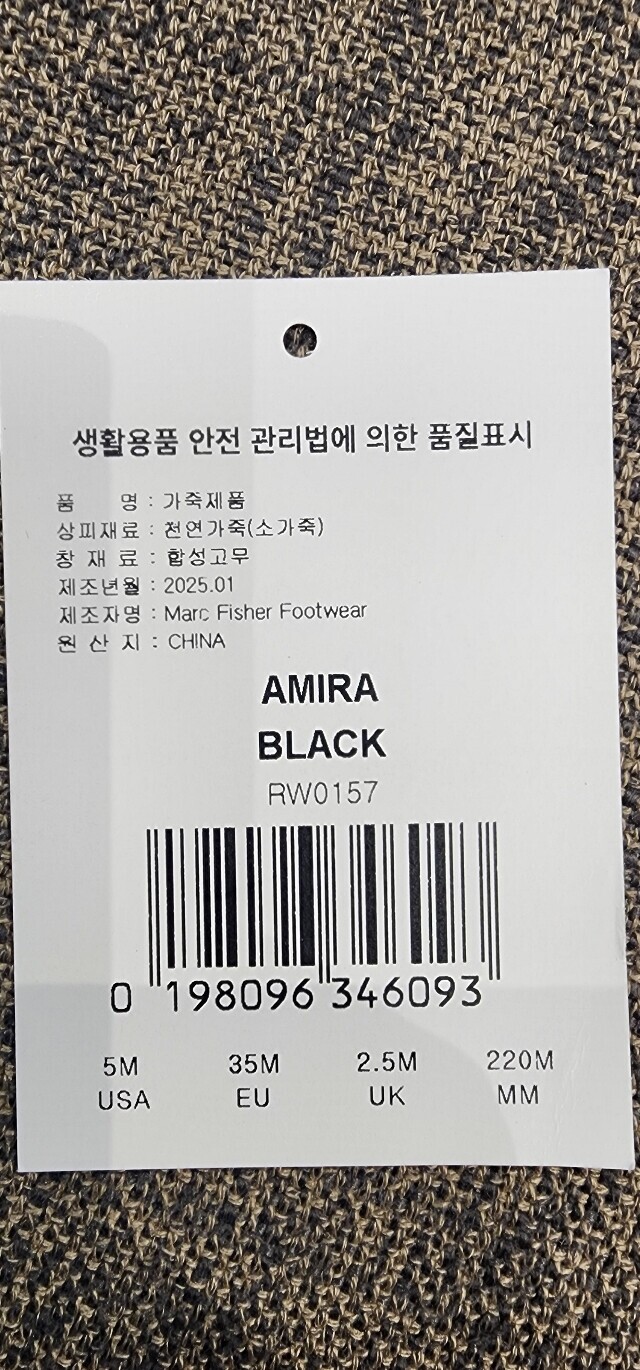 생활용품 안전 관리법에 의한 품질표시
품 명 : 가죽제품
상피재료 : 천연가죽(소가죽)
창 재 료 : 합성고무
제조년월 : 2025.01
제조자명 : Marc Fisher Footwear
원 산 지 : CHINA
AMIRA
BLACK
RW0157
0 198096 346093
5M 35M 2.5M 220M
USA EU UK MM